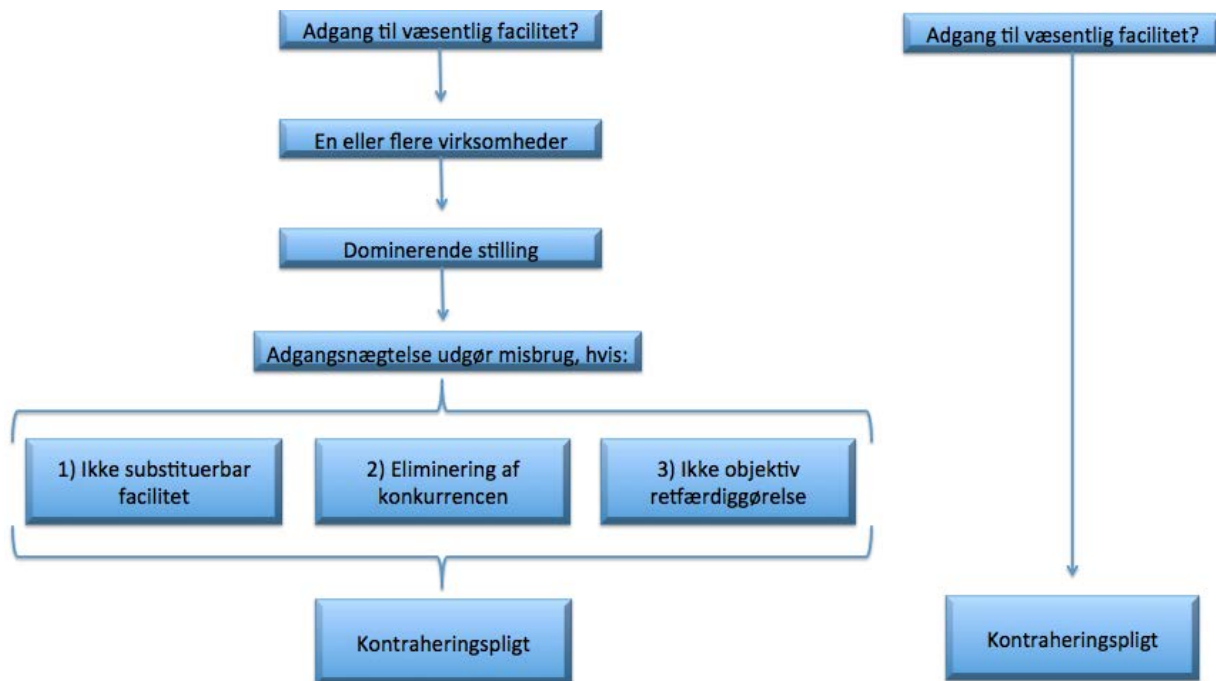 Adgang til væsentlig facilitet?
En eller flere virksomheder
Dominerende stilling
Adgangsnægtelse udgør misbrug, hvis:
1) Ikke substituerbar
facilitet
2) Eliminering af
konkurrencen
3) Ikke objektiv
retfærdiggørelse
Kontraheringspligt
Adgang til væsentlig facilitet?
Kontraheringspligt